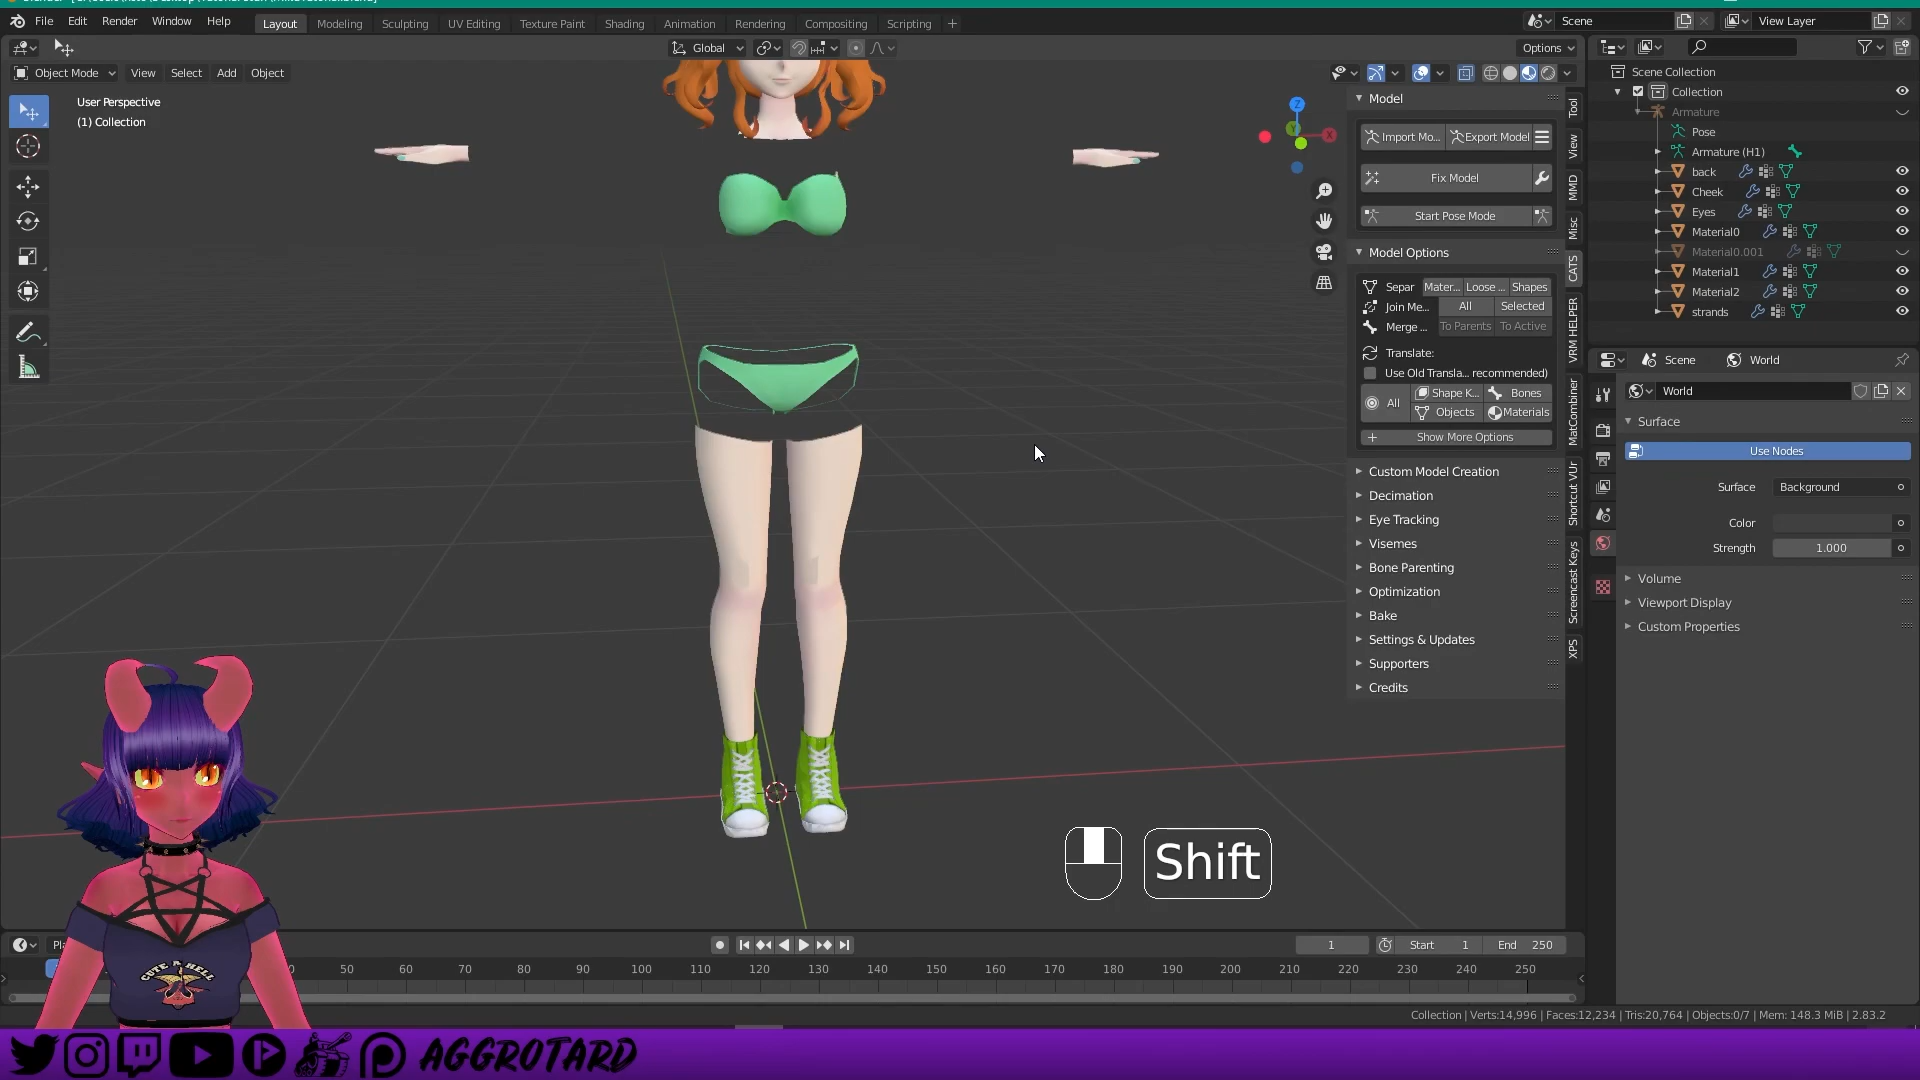 File Edit Render Window Help
Layout Modeling Sculpting UV Editing Texture Paint Shading Animation Rendering Compositing Scripting +
Scene
View Layer
Global
Options
Object Mode View Select Add Object
User Perspective
(1) Collection
Z
Model
Import Mo... Export Model
Fix Model
Start Pose Mode
Model Options
Separ Mater... Loose ... Shapes
Join Me... All Selected
Merge ... To Parents To Active
Translate:
Use Old Transla... recommended)
All Shape K... Bones
Objects Materials
Show More Options
Custom Model Creation
Decimation
Eye Tracking
Visemes
Bone Parenting
Optimization
Bake
Settings & Updates
Supporters
Credits
Tool
View
MMD
Misc
CATS
VRM HELPER
MatCombiner
Shortcut VUr
Screencast Keys
XPS
Scene Collection
Collection
Armature
Pose
Armature (H1)
back
Cheek
Eyes
Material0
Material0.001
Material1
Material2
strands
Scene World
World
Surface
Use Nodes
Surface Background
Color
Strength 1.000
Volume
Viewport Display
Custom Properties
Shift
CUTE A HELL
Pla
1 Start 1 End 250
50 60 70 80 90 100 110 120 130 140 150 160 170 180 190 200 210 220 230 240 250
Collection | Verts:14,996 | Faces:12,234 | Tris:20,764 | Objects:0/7 | Mem: 148.3 MiB | 2.83.2
AGGROTARD